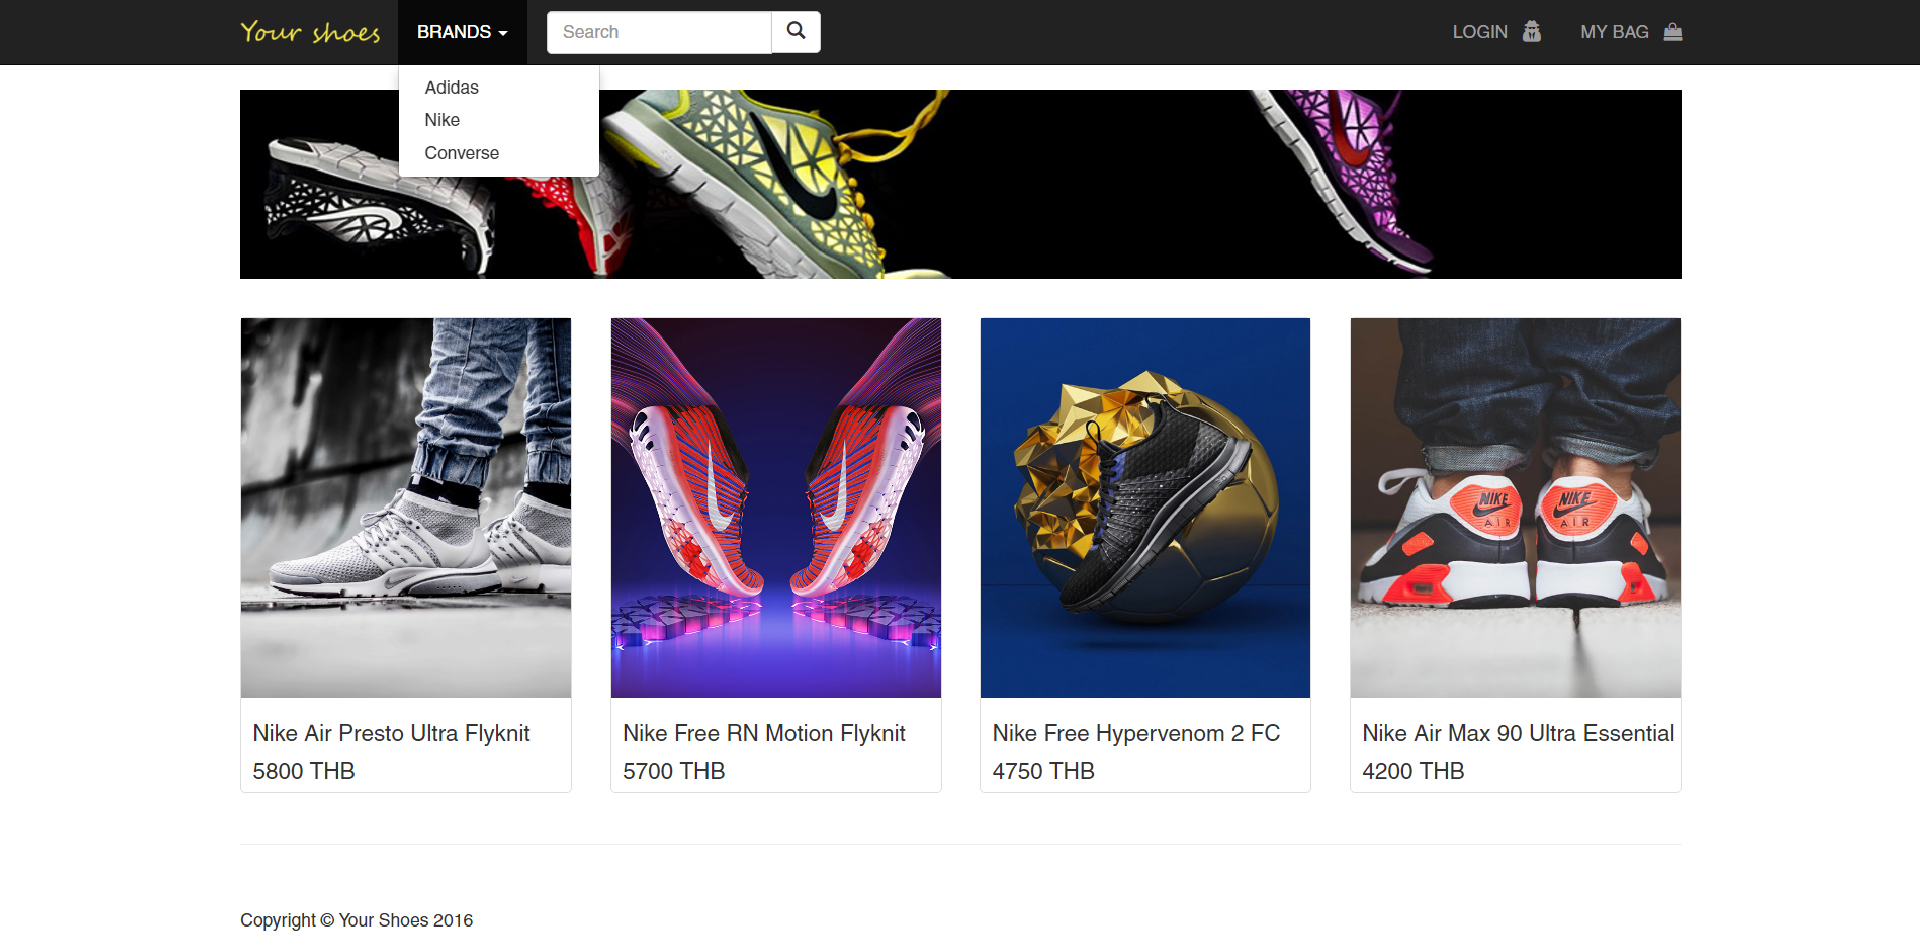 Your shoes
BRANDS
Search
LOGIN
MY BAG
Adidas
Nike
Converse
NIKE
AIR
NIKE
AIR
Nike Air Presto Ultra Flyknit
5800 THB
Nike Free RN Motion Flyknit
5700 THB
Nike Free Hypervenom 2 FC
4750 THB
Nike Air Max 90 Ultra Essential
4200 THB
Copyright © Your Shoes 2016